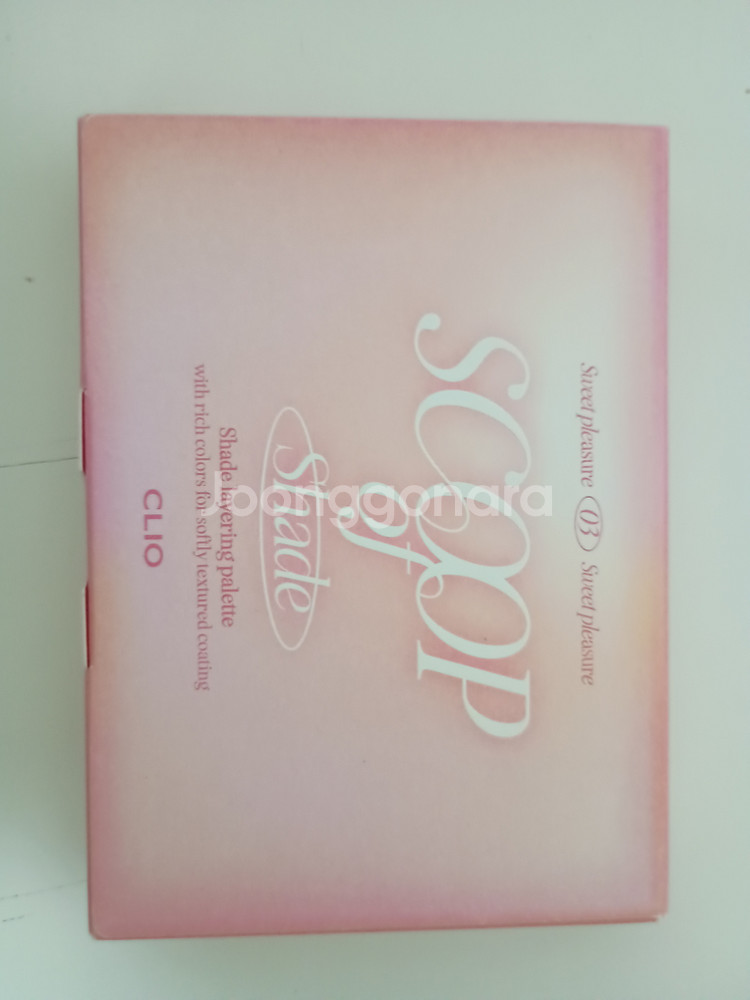 Sweet pleasure 03 Sweet pleasure
SCOOP
of
Shade
Shade layering palette
with rich colors for softly textured coating
CLIO
Joonggonara